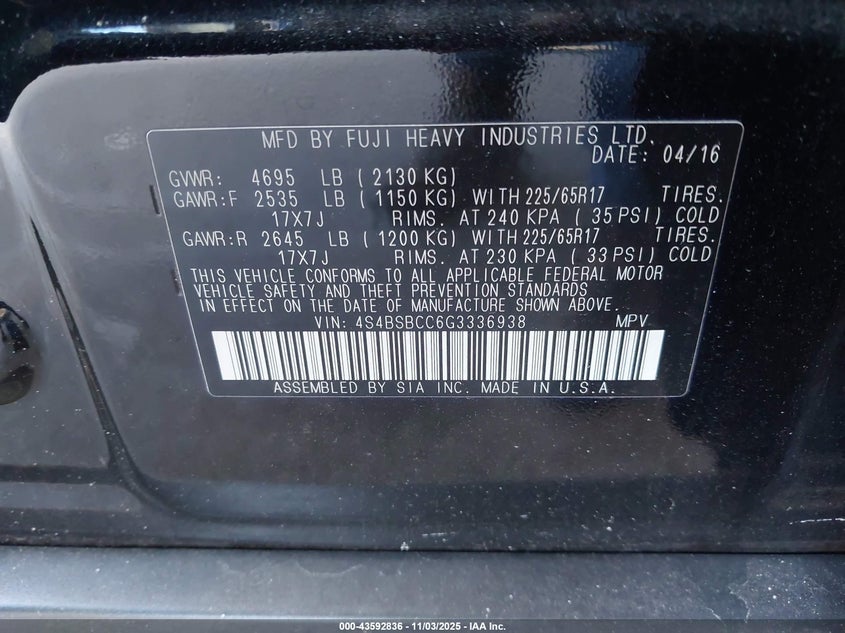 MFD BY FUJI HEAVY INDUSTRIES LTD.
DATE: 04/16
GVWR: 4695 LB ( 2130 KG)
GAWR:F 2535 LB ( 1150 KG) WITH 225/65R17 TIRES.
17X7J RIMS. AT 240 KPA ( 35 PSI) COLD
GAWR:R 2645 LB ( 1200 KG) WITH 225/65R17 TIRES.
17X7J RIMS. AT 230 KPA ( 33 PSI) COLD
THIS VEHICLE CONFORMS TO ALL APPLICABLE FEDERAL MOTOR
VEHICLE SAFETY AND THEFT PREVENTION STANDARDS
IN EFFECT ON THE DATE OF MANUFACTURE SHOWN ABOVE.
VIN: 4S4BSBCC6G3336938 MPV
ASSEMBLED BY SIA INC. MADE IN U.S.A.
000-43592836 - 11/03/2025 - IAA Inc.